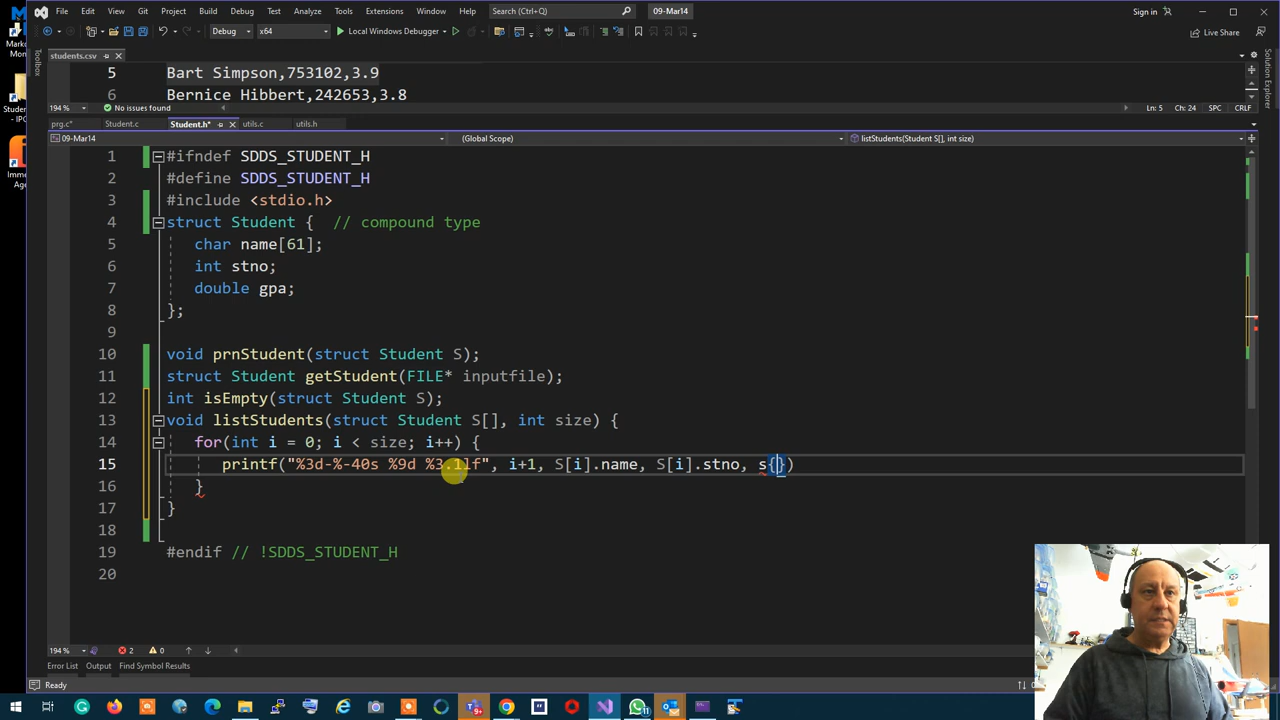 File Edit View Git Project Build Debug Test Analyze Tools Extensions Window Help Search (Ctrl+Q) 09-Mar14 Sign in
Debug x64 Local Windows Debugger Live Share
students.csv
5 Bart Simpson,753102,3.9
6 Bernice Hibbert,242653,3.8
194 % No issues found Ln: 5 Ch: 24 SPC CRLF
prg.c* Student.c Student.h* utils.c utils.h
09-Mar14 (Global Scope) listStudents(Student S[], int size)
1 #ifndef SDDS_STUDENT_H
2 #define SDDS_STUDENT_H
3 #include <stdio.h>
4 struct Student { // compound type
5 char name[61];
6 int stno;
7 double gpa;
8 };
9
10 void prnStudent(struct Student S);
11 struct Student getStudent(FILE* inputfile);
12 int isEmpty(struct Student S);
13 void listStudents(struct Student S[], int size) {
14 for(int i = 0; i < size; i++) {
15 printf("%3d-%-40s %9d %3.1lf", i+1, S[i].name, S[i].stno, s{})
16 }
17 }
18
19 #endif // !SDDS_STUDENT_H
20
194 % 2 0
Error List Output Find Symbol Results
Ready
Toolbox
Solution Explorer